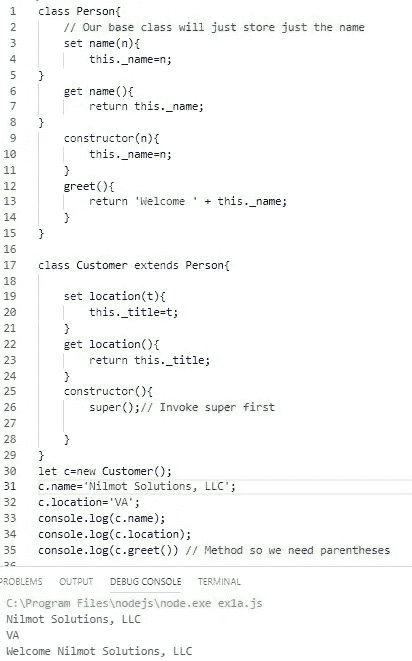 1 class Person{
2 // Our base class will just store just the name
3 set name(n){
4 this._name=n;
5 }
6 get name(){
7 return this._name;
8 }
9 constructor(n){
10 this._name=n;
11 }
12 greet(){
13 return 'Welcome ' + this._name;
14 }
15 }
16
17 class Customer extends Person{
18
19 set location(t){
20 this._title=t;
21 }
22 get location(){
23 return this._title;
24 }
25 constructor(){
26 super();// Invoke super first
27
28 }
29 }
30 let c=new Customer();
31 c.name='Nilmot Solutions, LLC';
32 c.location='VA';
33 console.log(c.name);
34 console.log(c.location);
35 console.log(c.greet()) // Method so we need parentheses
36
PROBLEMS OUTPUT DEBUG CONSOLE TERMINAL
C:\Program Files\nodejs\node.exe ex1a.js
Nilmot Solutions, LLC
VA
Welcome Nilmot Solutions, LLC